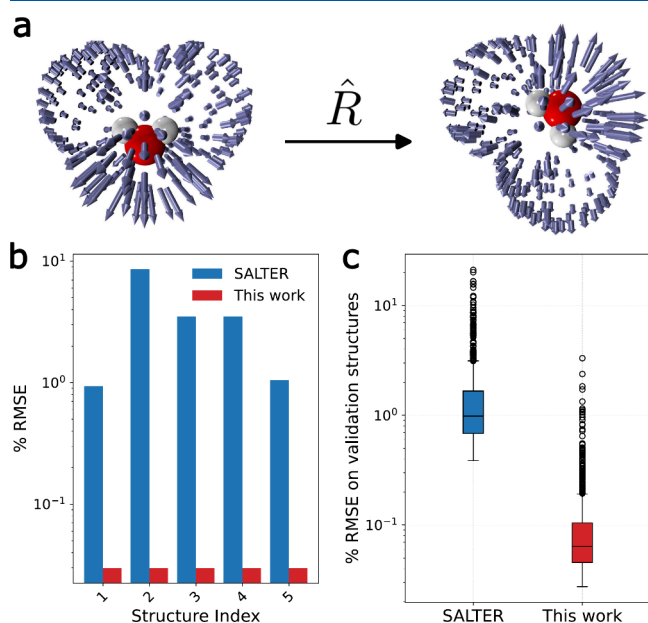 a
R̂
b
c
% RMSE
10¹
10⁰
10⁻¹
SALTER
This work
1
2
3
4
5
Structure Index
% RMSE on validation structures
10¹
10⁰
10⁻¹
SALTER
This work